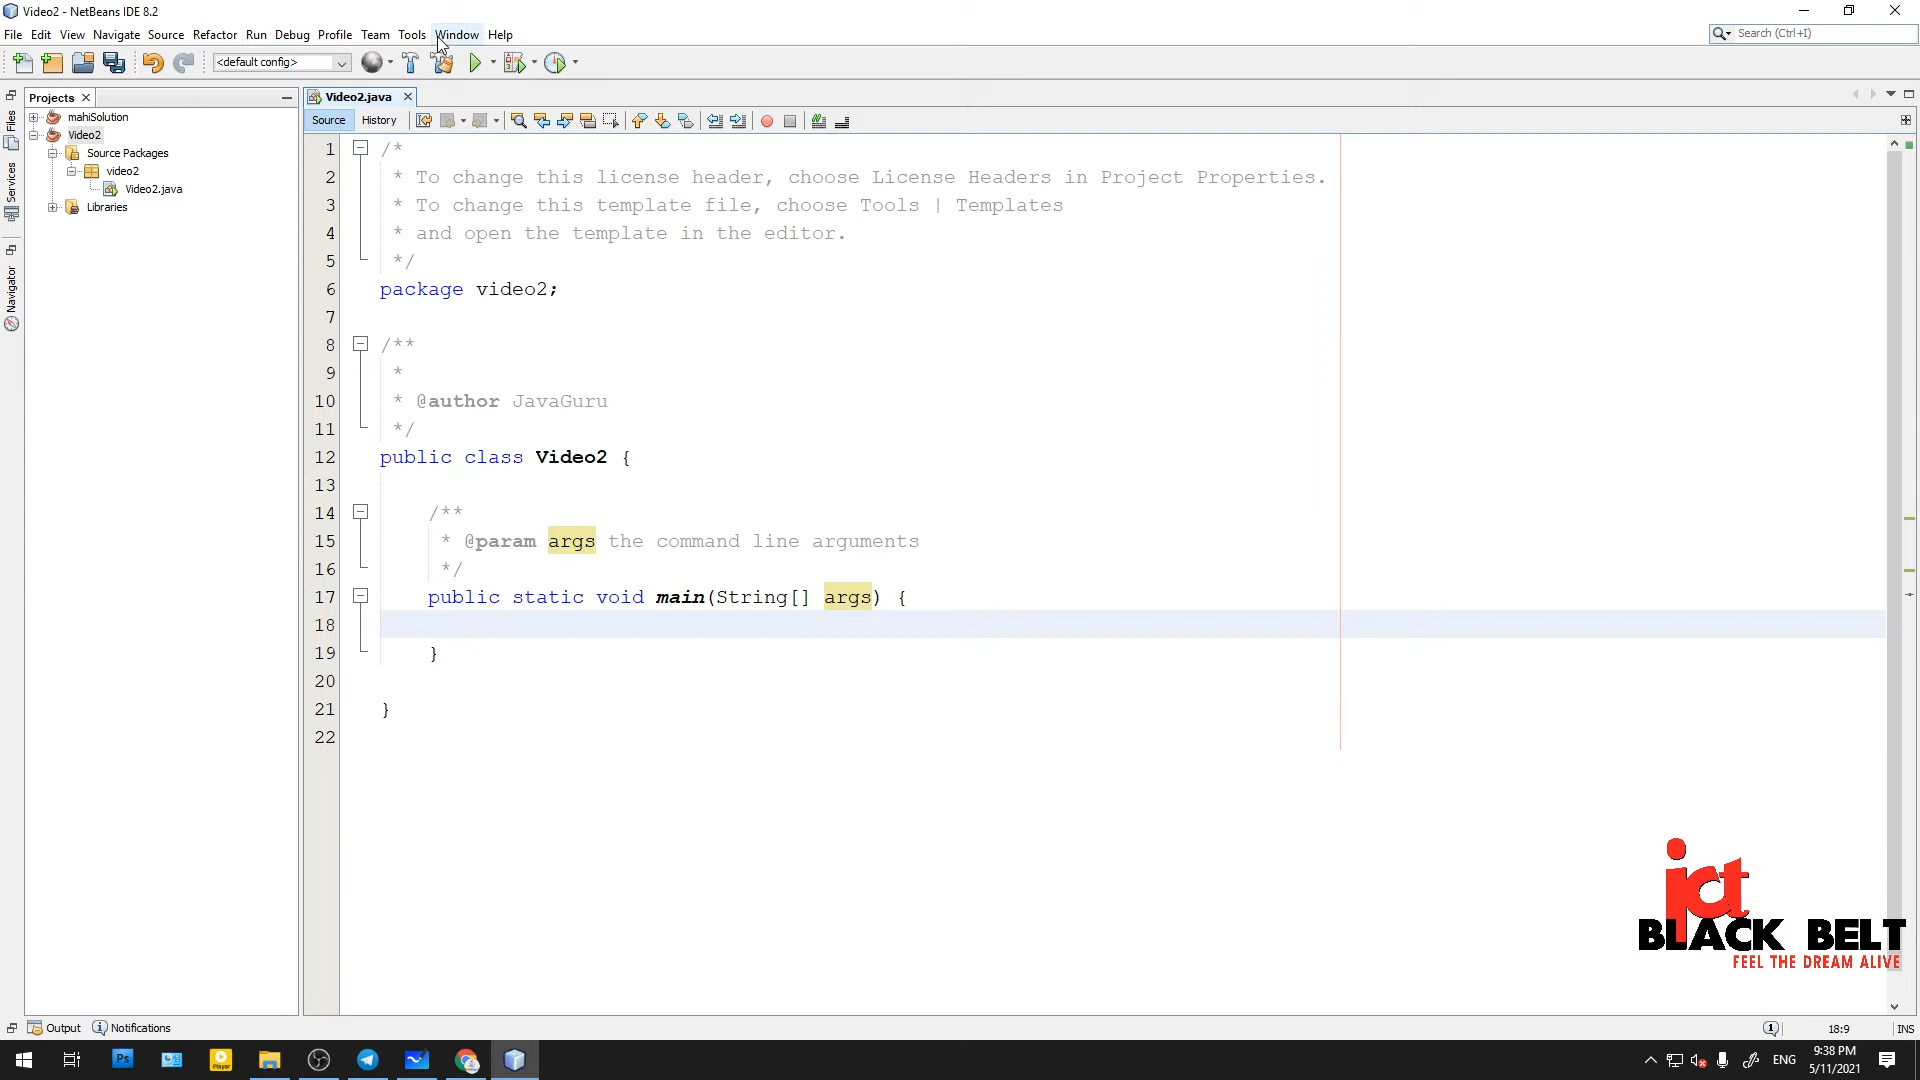 Video2 - NetBeans IDE 8.2
File Edit View Navigate Source Refactor Run Debug Profile Team Tools Window Help
Search (Ctrl+I)
<default config>
Projects
Video2.java
Source History
Files
Services
Navigator
mahiSolution
Video2
Source Packages
video2
Video2.java
Libraries
1 /*
2 * To change this license header, choose License Headers in Project Properties.
3 * To change this template file, choose Tools | Templates
4 * and open the template in the editor.
5 */
6 package video2;
7
8 /**
9 *
10 * @author JavaGuru
11 */
12 public class Video2 {
13
14 /**
15 * @param args the command line arguments
16 */
17 public static void main(String[] args) {
18
19 }
20
21 }
22
ict
BLACK BELT
FEEL THE DREAM ALIVE
Output Notifications
1
18:9 INS
Ps
Player
ENG
9:38 PM
5/11/2021